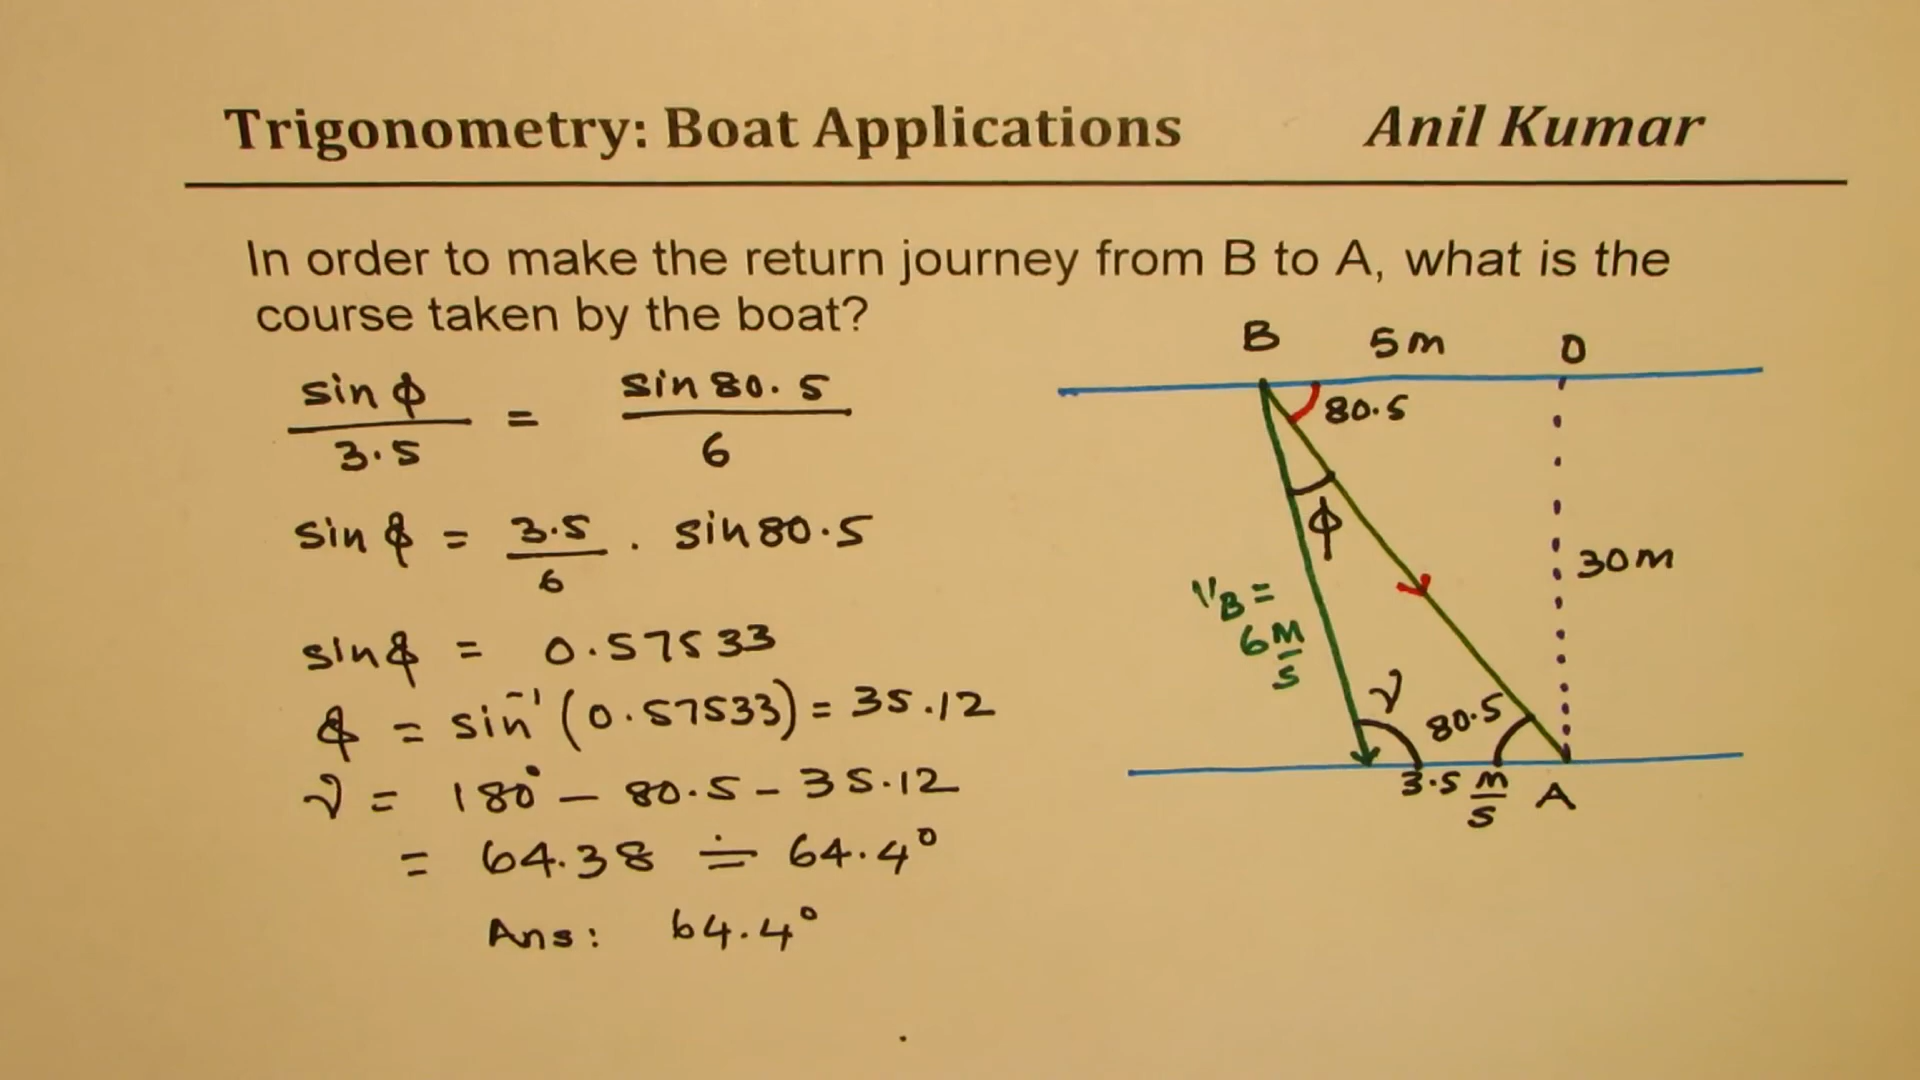 Trigonometry: Boat Applications Anil Kumar
In order to make the return journey from B to A, what is the
course taken by the boat?
sin ϕ / 3.5 = sin 80.5 / 6
sin ϕ = 3.5 / 6 . sin 80.5
sin ϕ = 0.57533
ϕ = sin⁻¹ (0.57533) = 35.12
ν = 180° − 80.5 − 35.12
= 64.38 ≐ 64.4°
Ans: 64.4°
B 5m O
80.5
ϕ
30m
VB =
6 m/s
ν 80.5
3.5 m/s A